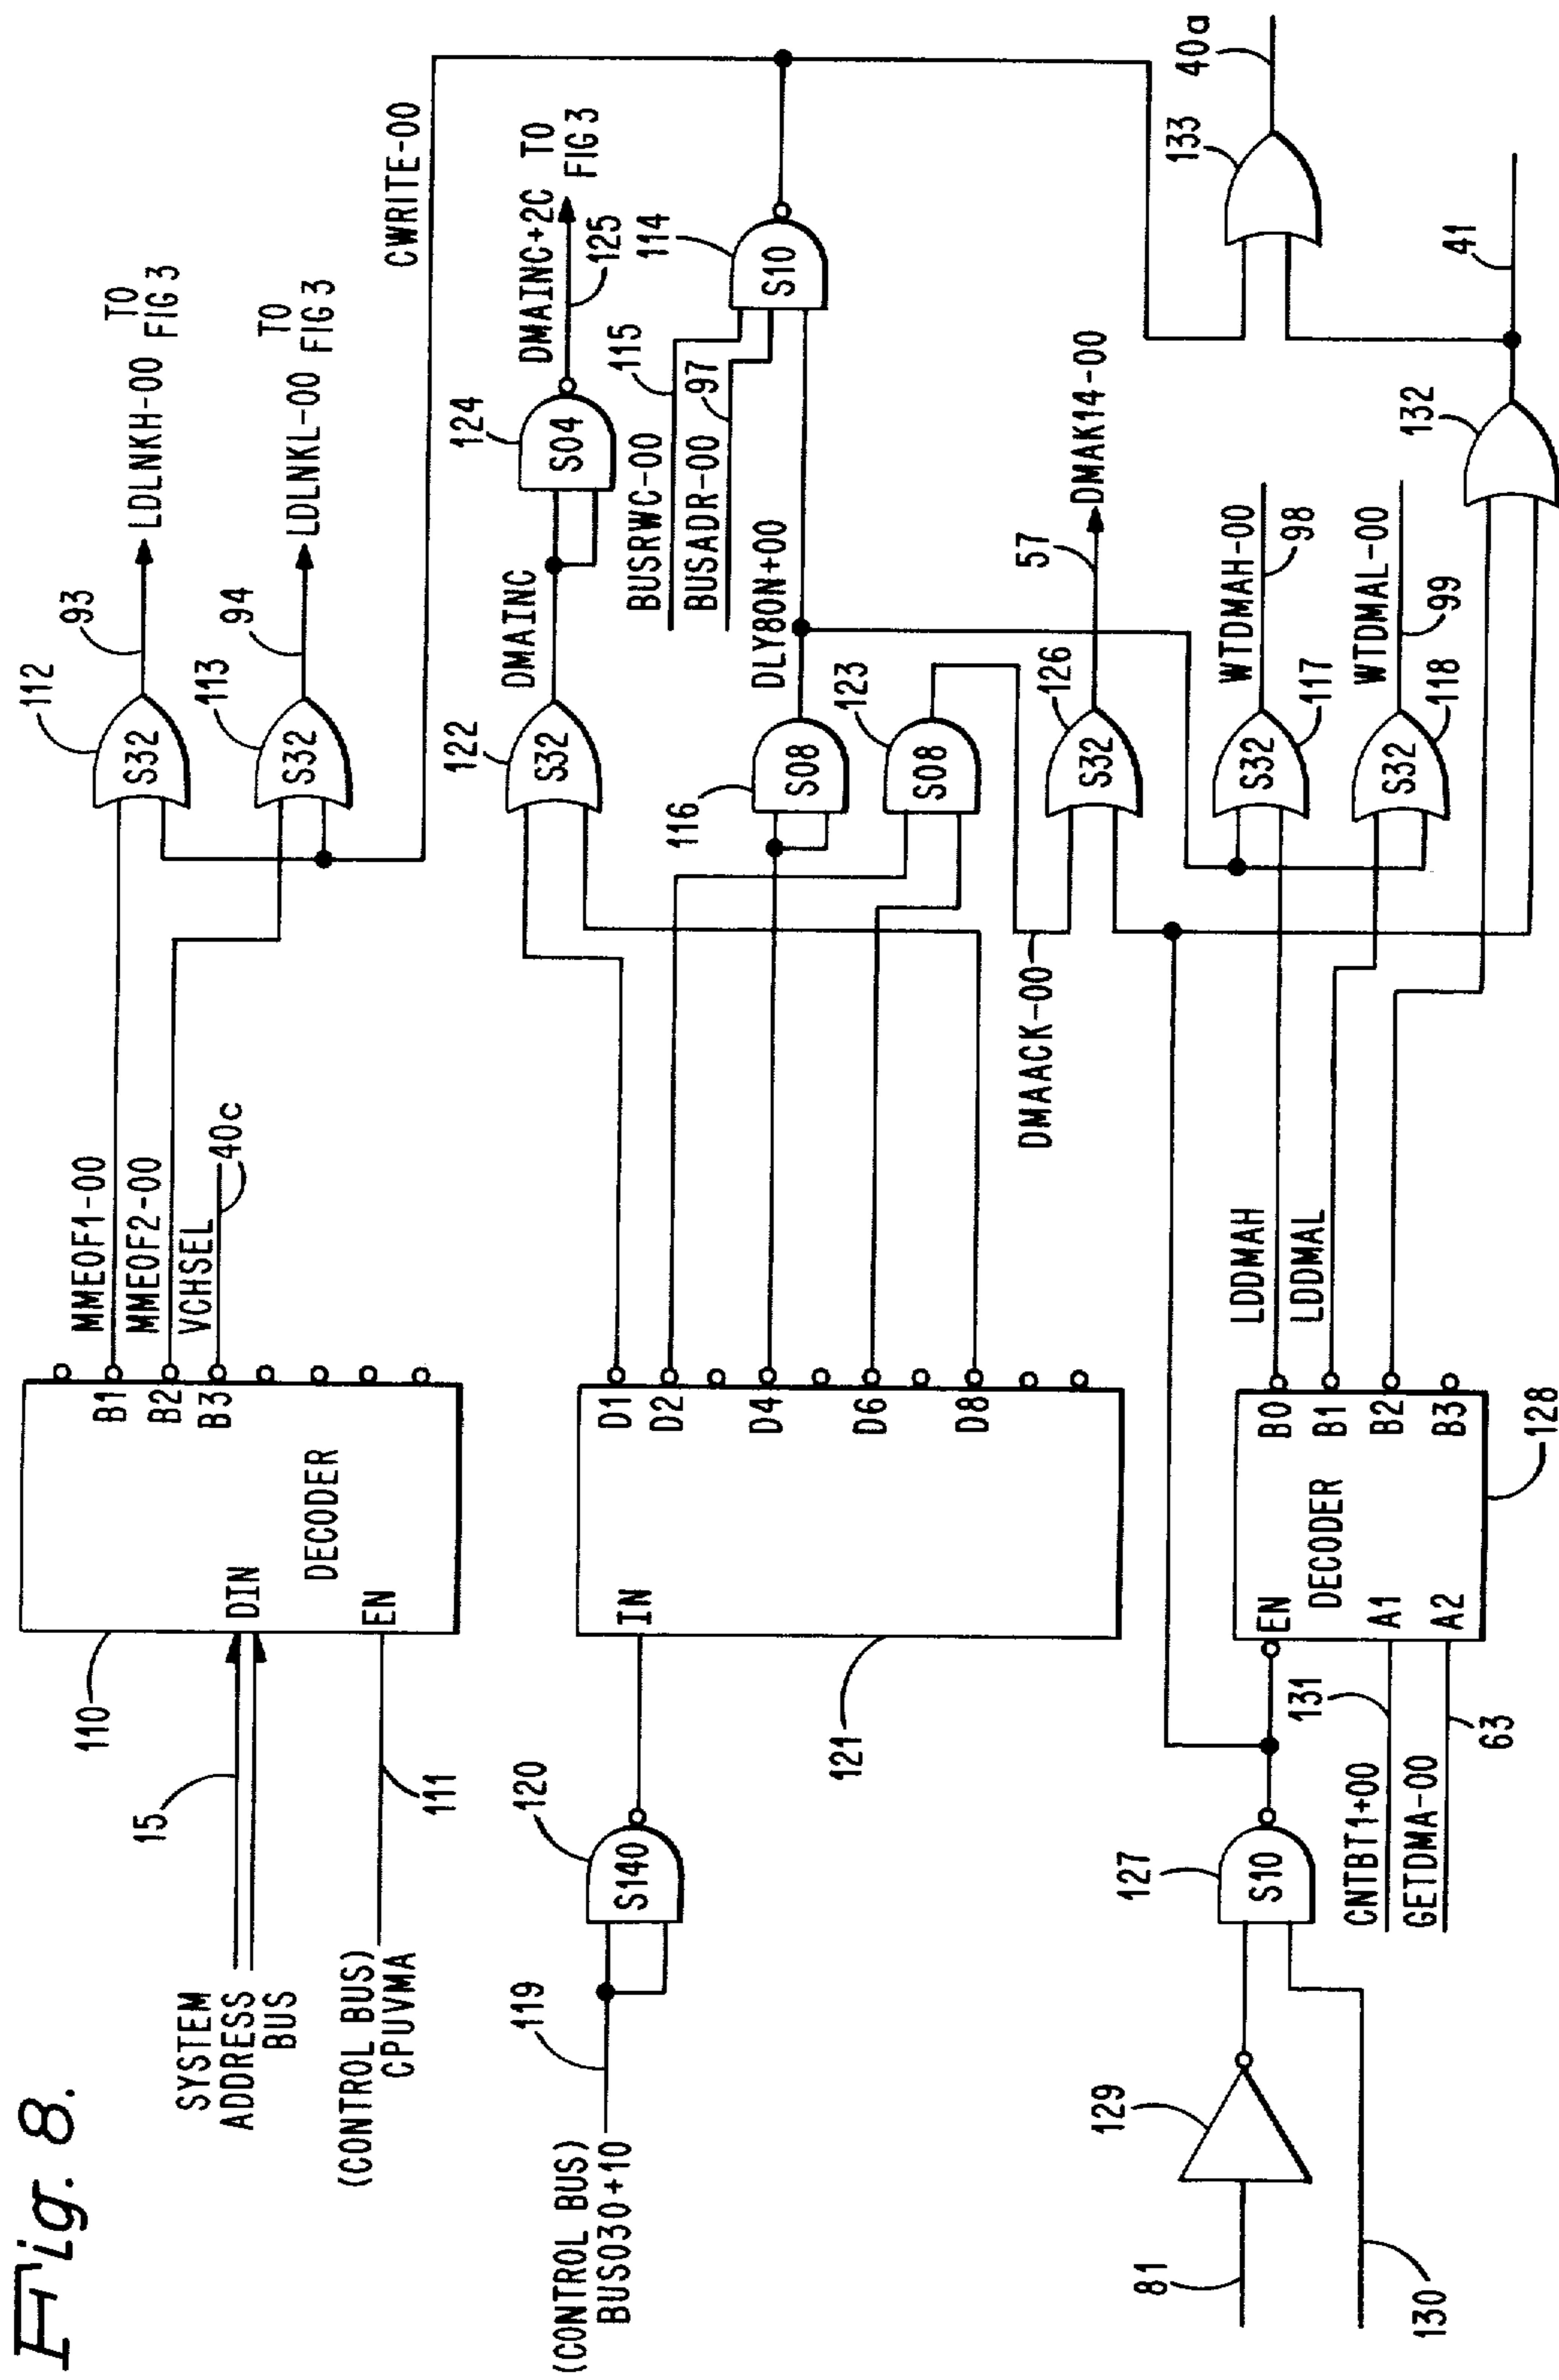 Fig. 8.
SYSTEM
ADDRESS
BUS
15
110
DIN
DECODER
EN
B1
B2
B3
(CONTROL BUS)
CPUVMA
111
MMEOF1-00
MMEOF2-00
VCHSEL
40c
112
S32
93
LDLNKH-00
TO
FIG 3
113
S32
94
LDLNKL-00
TO
FIG 3
CWRITE-00
(CONTROL BUS)
BUS030+10
119
120
S140
IN
121
D1
D2
D4
D6
D8
122
S32
DMAINC
124
S04
DMAINC+2C
TO
FIG 3
125
BUSRWC-00
115
BUSADR-00
97
114
S10
116
S08
DLY80N+00
123
S08
DMAACK-00
126
S32
57
DMAK14-00
81
129
130
127
S10
CNTBT1+00
131
GETDMA-00
63
EN
DECODER
A1
A2
B0
B1
B2
B3
128
LDDMAH
LDDMAL
S32
117
WTDMAH-00
98
S32
118
WTDMAL-00
99
132
41
133
40a